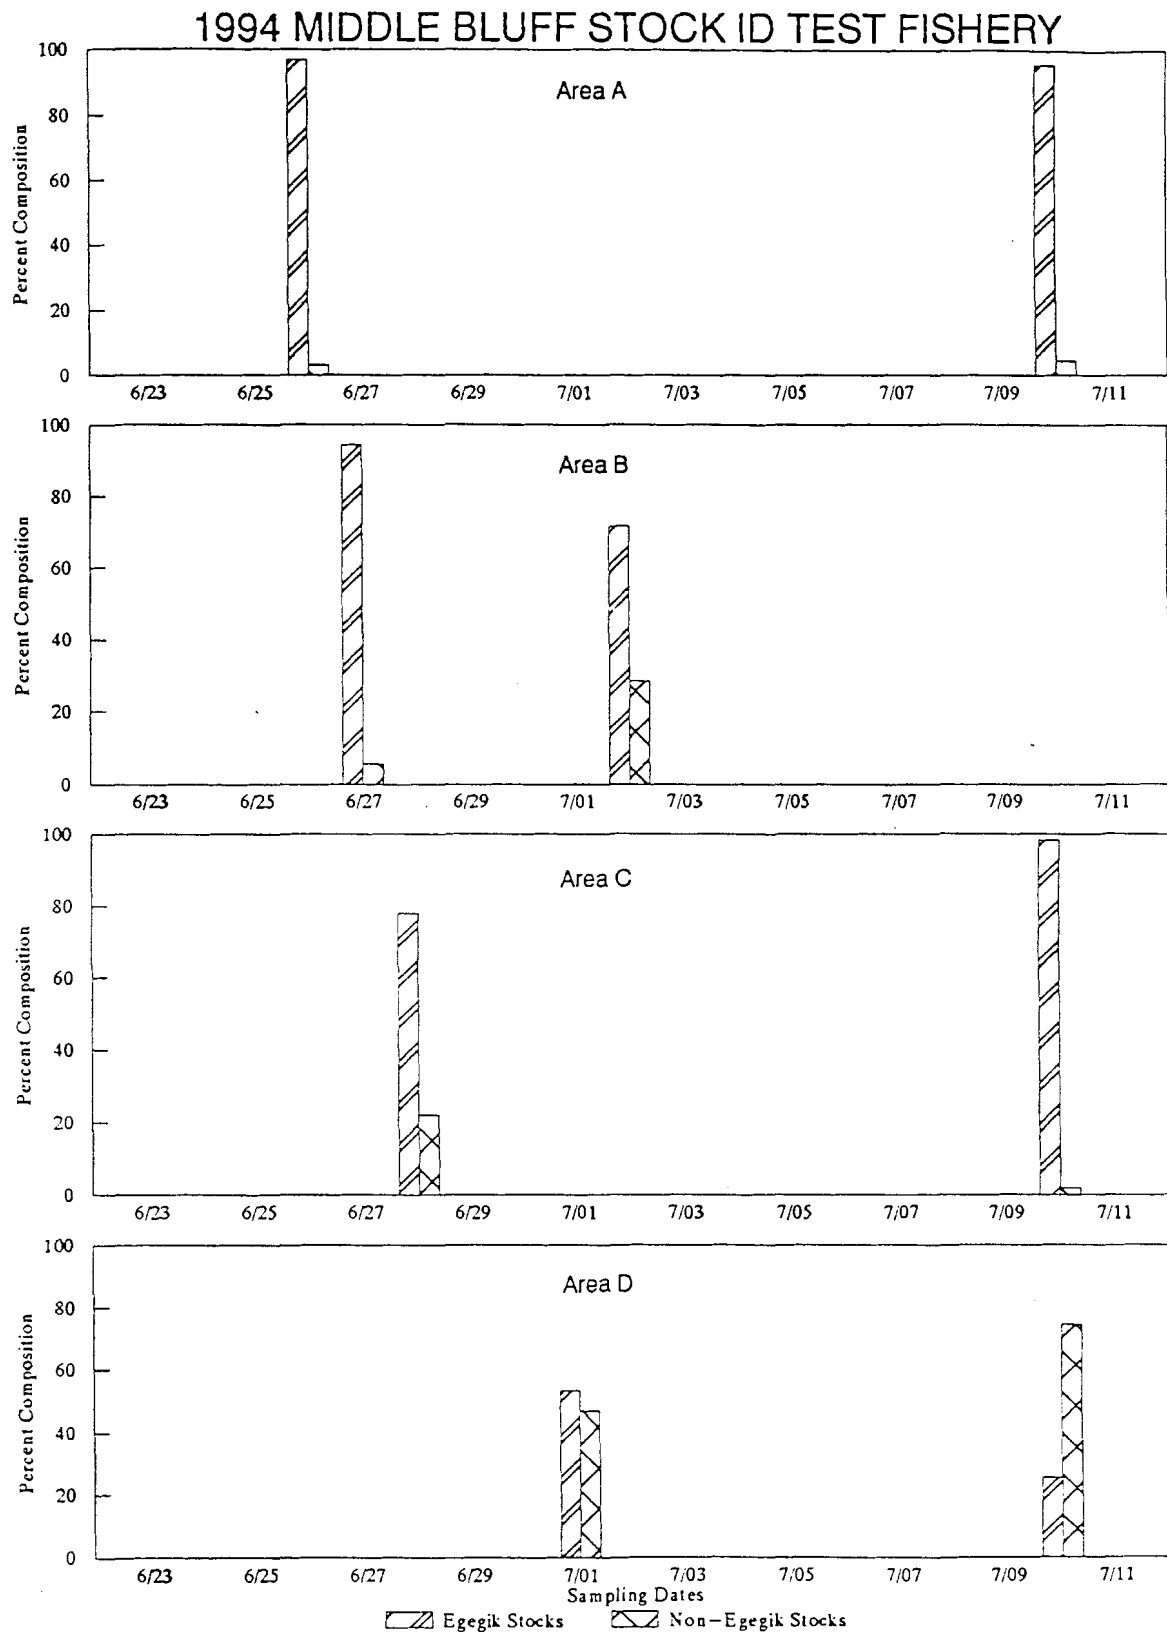 1994 MIDDLE BLUFF STOCK ID TEST FISHERY
Area A
Percent Composition
100
80
60
40
20
0
6/23 6/25 6/27 6/29 7/01 7/03 7/05 7/07 7/09 7/11
Area B
Percent Composition
100
80
60
40
20
0
6/23 6/25 6/27 6/29 7/01 7/03 7/05 7/07 7/09 7/11
Area C
Percent Composition
100
80
60
40
20
0
6/23 6/25 6/27 6/29 7/01 7/03 7/05 7/07 7/09 7/11
Area D
Percent Composition
100
80
60
40
20
0
6/23 6/25 6/27 6/29 7/01 7/03 7/05 7/07 7/09 7/11
Sampling Dates
Egegik Stocks Non-Egegik Stocks